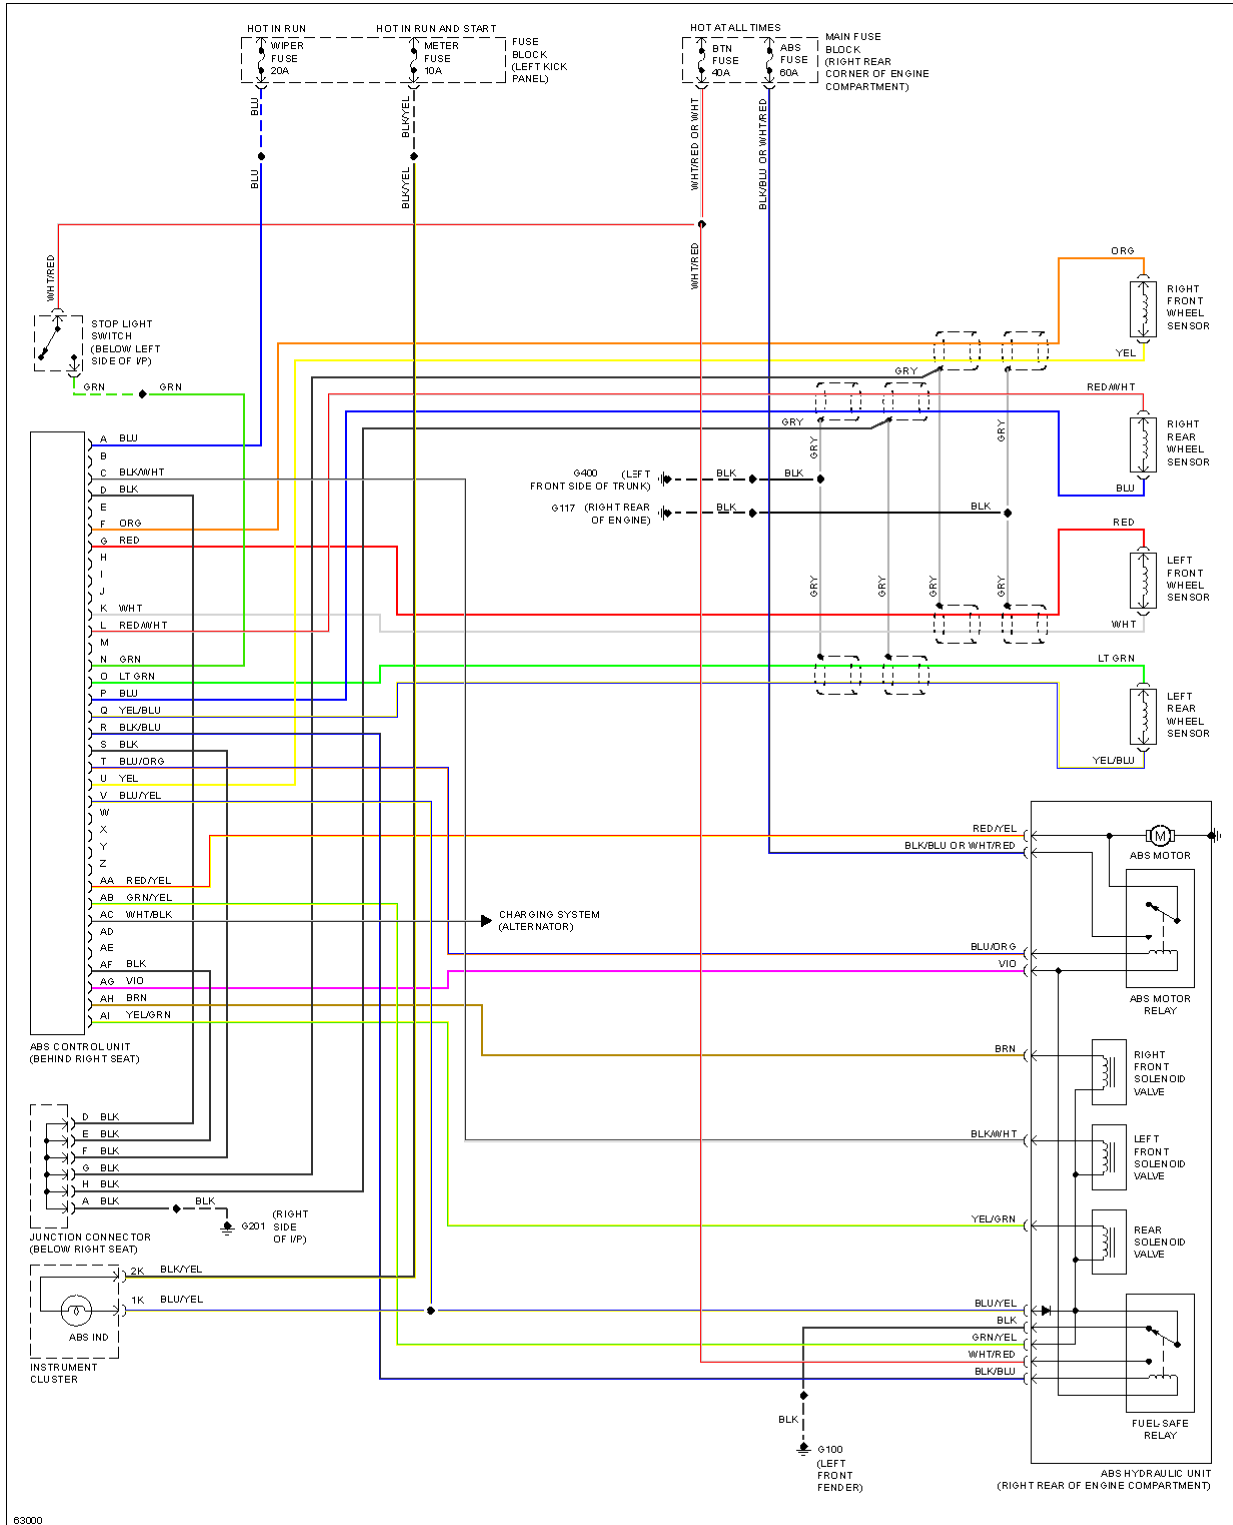 HOT IN RUN
HOT IN RUN AND START
HOT AT ALL TIMES
WIPER
FUSE
20A
METER
FUSE
10A
FUSE
BLOCK
(LEFT KICK
PANEL)
BTN
FUSE
40A
ABS
FUSE
60A
MAIN FUSE
BLOCK
(RIGHT REAR
CORNER OF ENGINE
COMPARTMENT)
BLU
BLK/YEL
WHT/RED OR WHT
BLK/BLU OR WHT/RED
BLU
BLK/YEL
WHT/RED
WHT/RED
STOP LIGHT
SWITCH
(BELOW LEFT
SIDE OF I/P)
GRN
GRN
ORG
RIGHT
FRONT
WHEEL
SENSOR
YEL
GRY
RED/WHT
GRY
GRY
GRY
RIGHT
REAR
WHEEL
SENSOR
BLU
G400 (LEFT
FRONT SIDE OF TRUNK)
BLK
BLK
G117 (RIGHT REAR
OF ENGINE)
BLK
BLK
RED
LEFT
FRONT
WHEEL
SENSOR
WHT
GRY
GRY
GRY
GRY
LT GRN
LEFT
REAR
WHEEL
SENSOR
YEL/BLU
A BLU
B
C BLK/WHT
D BLK
E
F ORG
G RED
H
I
J
K WHT
L RED/WHT
M
N GRN
O LT GRN
P BLU
Q YEL/BLU
R BLK/BLU
S BLK
T BLU/ORG
U YEL
V BLU/YEL
W
X
Y
Z
AA RED/YEL
AB GRN/YEL
AC WHT/BLK
AD
AE
AF BLK
AG VIO
AH BRN
AI YEL/GRN
ABS CONTROL UNIT
(BEHIND RIGHT SEAT)
CHARGING SYSTEM
(ALTERNATOR)
RED/YEL
BLK/BLU OR WHT/RED
M
ABS MOTOR
BLU/ORG
VIO
ABS MOTOR
RELAY
BRN
RIGHT
FRONT
SOLENOID
VALVE
BLK/WHT
LEFT
FRONT
SOLENOID
VALVE
YEL/GRN
REAR
SOLENOID
VALVE
BLU/YEL
BLK
GRN/YEL
WHT/RED
BLK/BLU
FUEL-SAFE
RELAY
ABS HYDRAULIC UNIT
(RIGHT REAR OF ENGINE COMPARTMENT)
D BLK
E BLK
F BLK
G BLK
H BLK
A BLK
BLK
G201
(RIGHT
SIDE
OF I/P)
JUNCTION CONNECTOR
(BELOW RIGHT SEAT)
2K BLK/YEL
1K BLU/YEL
ABS IND
INSTRUMENT
CLUSTER
BLK
G100
(LEFT
FRONT
FENDER)
63000